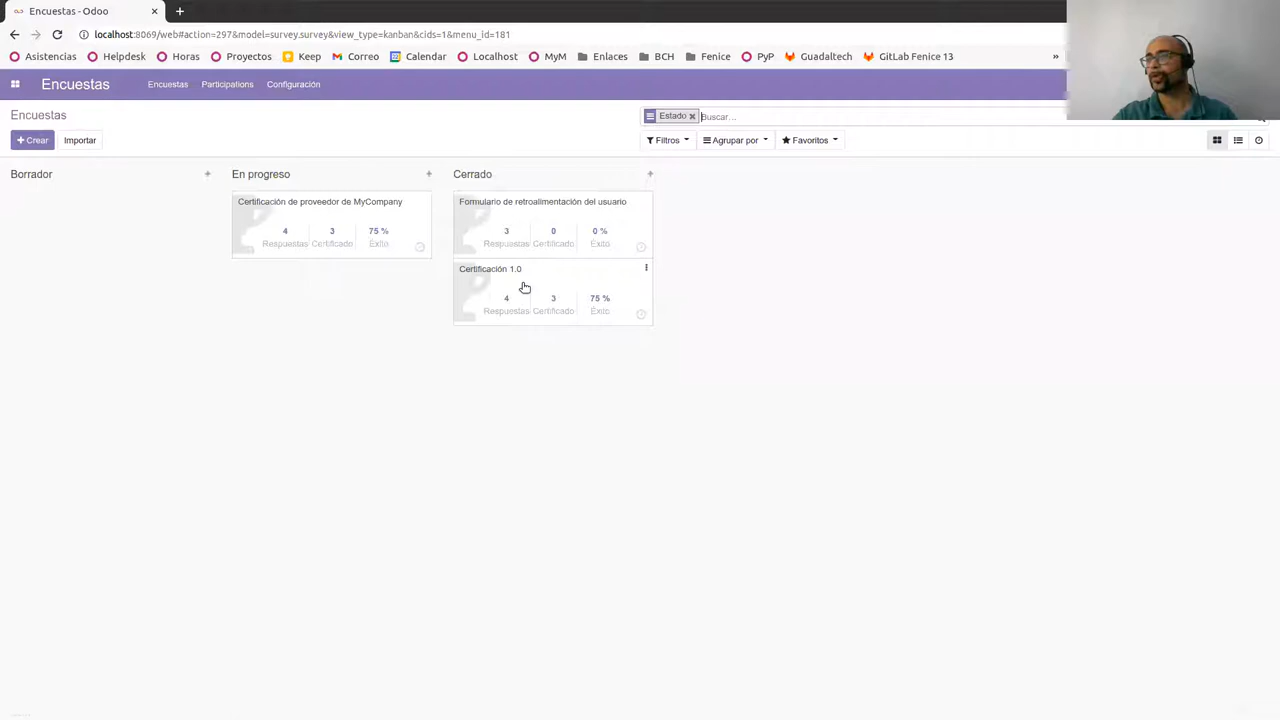 Encuestas - Odoo
localhost:8069/web#action=297&model=survey.survey&view_type=kanban&cids=1&menu_id=181
Asistencias Helpdesk Horas Proyectos Keep Correo Calendar Localhost MyM Enlaces BCH Fenice PyP Guadaltech GitLab Fenice 13 »
Encuestas Encuestas Participations Configuración
Encuestas
Estado Buscar...
Crear Importar
Filtros Agrupar por Favoritos
Borrador En progreso Cerrado
Certificación de proveedor de MyCompany
4 3 75 %
Respuestas Certificado Éxito
Formulario de retroalimentación del usuario
3 0 0 %
Respuestas Certificado Éxito
Certificación 1.0
4 3 75 %
Respuestas Certificado Éxito